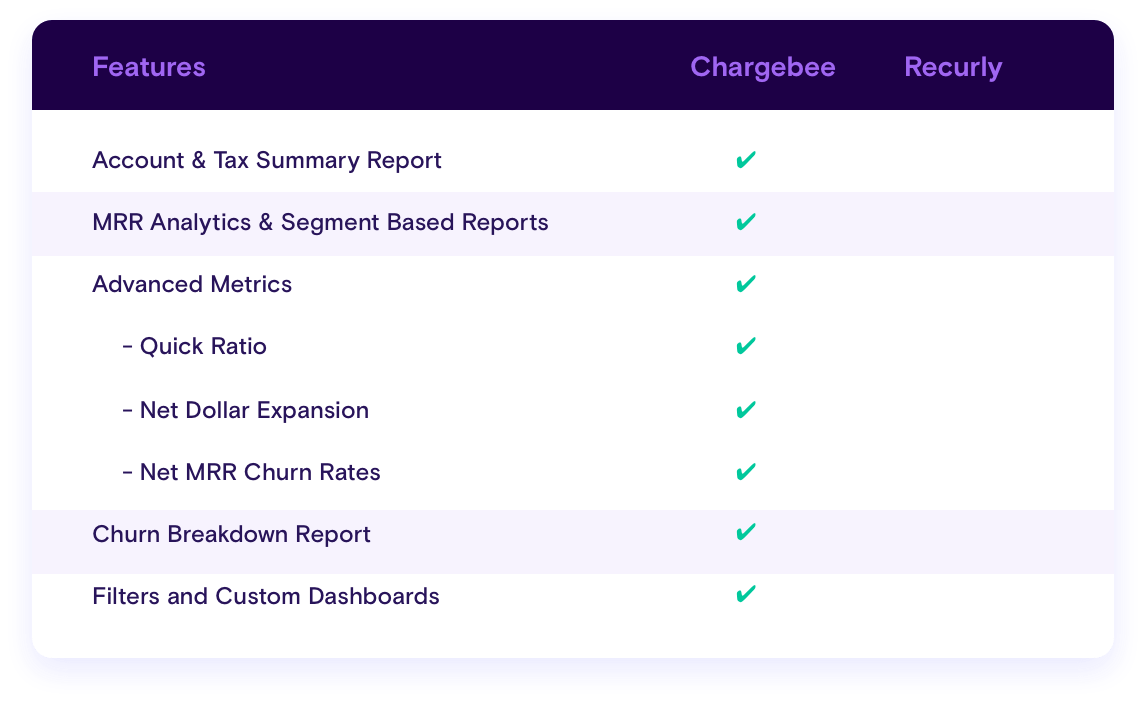 Features Chargebee Recurly
Account & Tax Summary Report ✔
MRR Analytics & Segment Based Reports ✔
Advanced Metrics ✔
– Quick Ratio ✔
– Net Dollar Expansion ✔
– Net MRR Churn Rates ✔
Churn Breakdown Report ✔
Filters and Custom Dashboards ✔